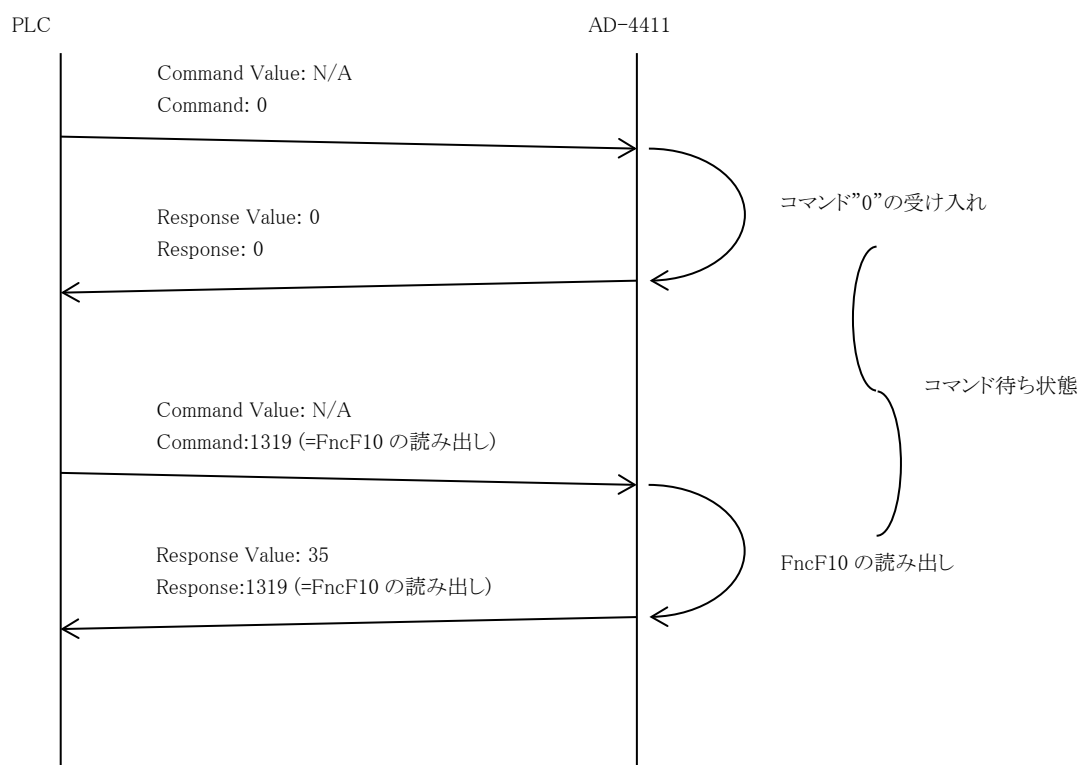 PLC
AD-4411
Command Value: N/A
Command: 0
コマンド”0”の受け入れ
Response Value: 0
Response: 0
コマンド待ち状態
Command Value: N/A
Command:1319 (=FncF10 の読み出し)
Response Value: 35
Response:1319 (=FncF10 の読み出し)
FncF10 の読み出し